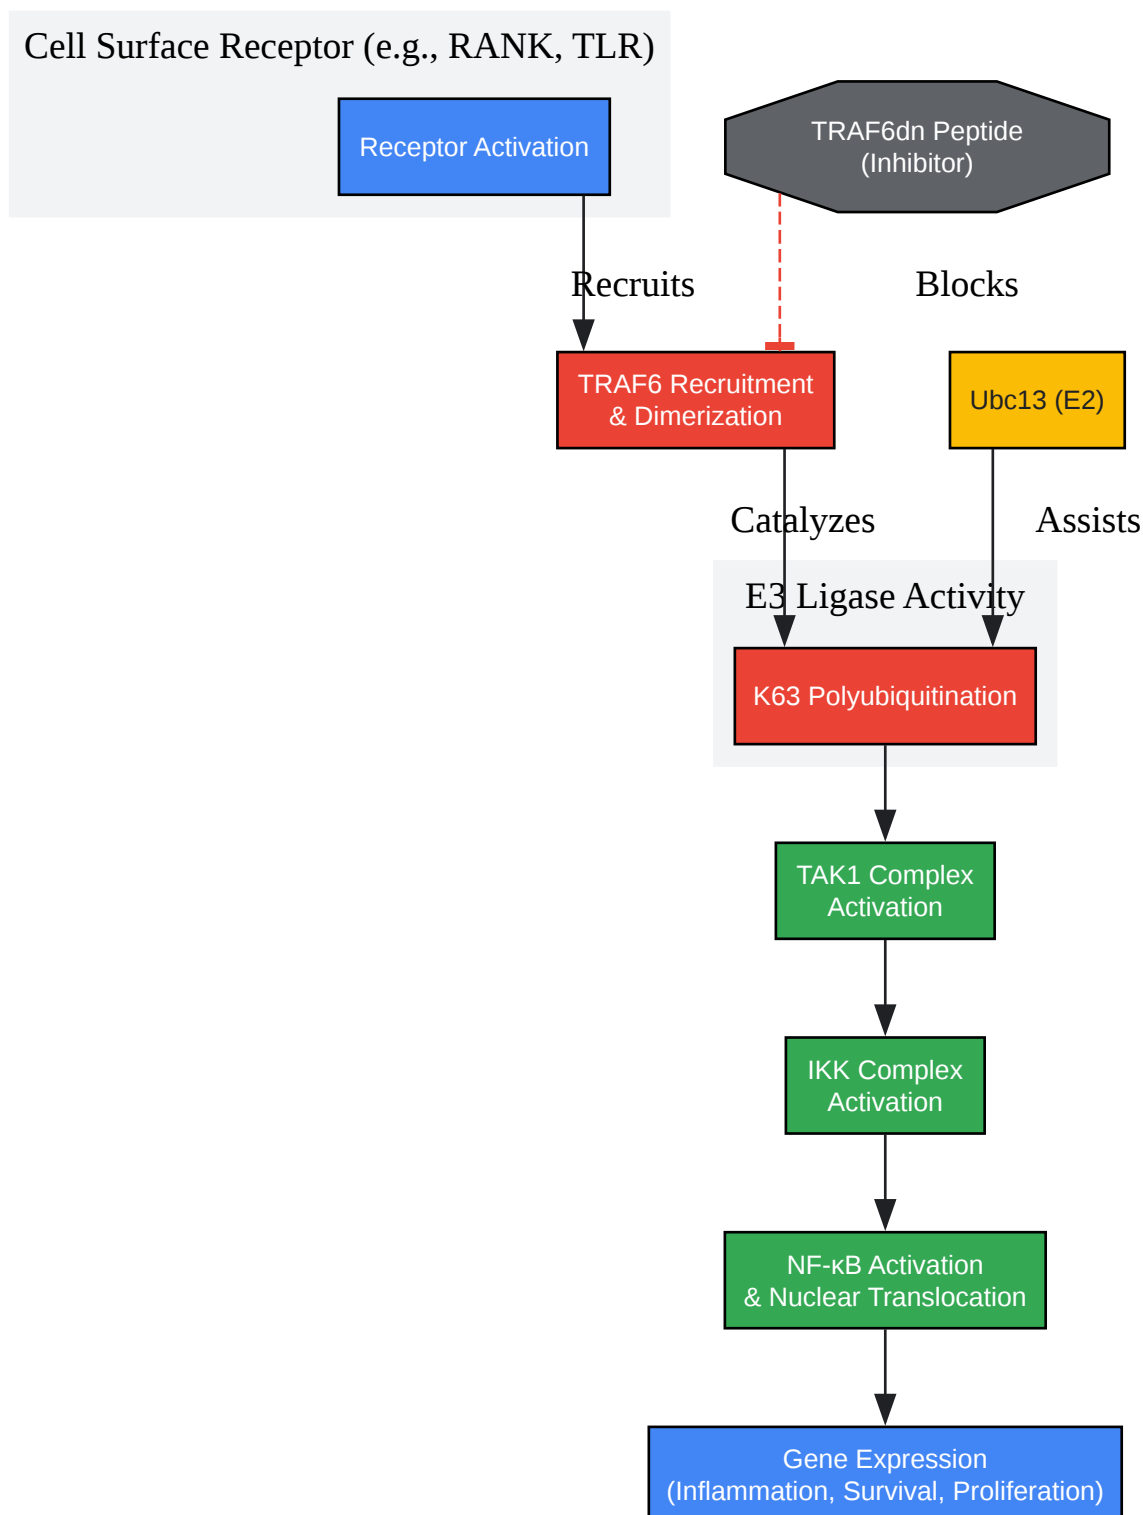 Cell Surface Receptor (e.g., RANK, TLR)
Receptor Activation
TRAF6dn Peptide
(Inhibitor)
Recruits
Blocks
TRAF6 Recruitment
& Dimerization
Ubc13 (E2)
Catalyzes
Assists
E3 Ligase Activity
K63 Polyubiquitination
TAK1 Complex
Activation
IKK Complex
Activation
NF-κB Activation
& Nuclear Translocation
Gene Expression
(Inflammation, Survival, Proliferation)